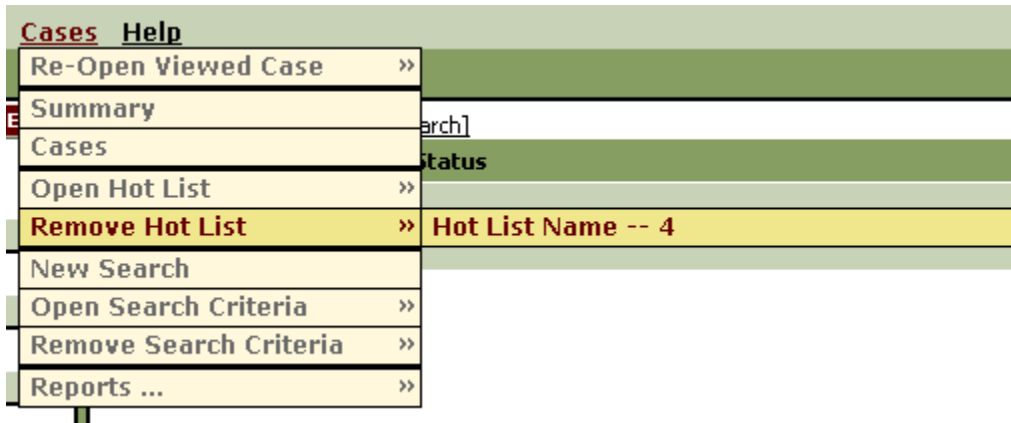 Cases Help
Re-Open Viewed Case »
Summary
arch]
Cases
Status
Open Hot List »
Remove Hot List » Hot List Name -- 4
New Search
Open Search Criteria »
Remove Search Criteria »
Reports ... »